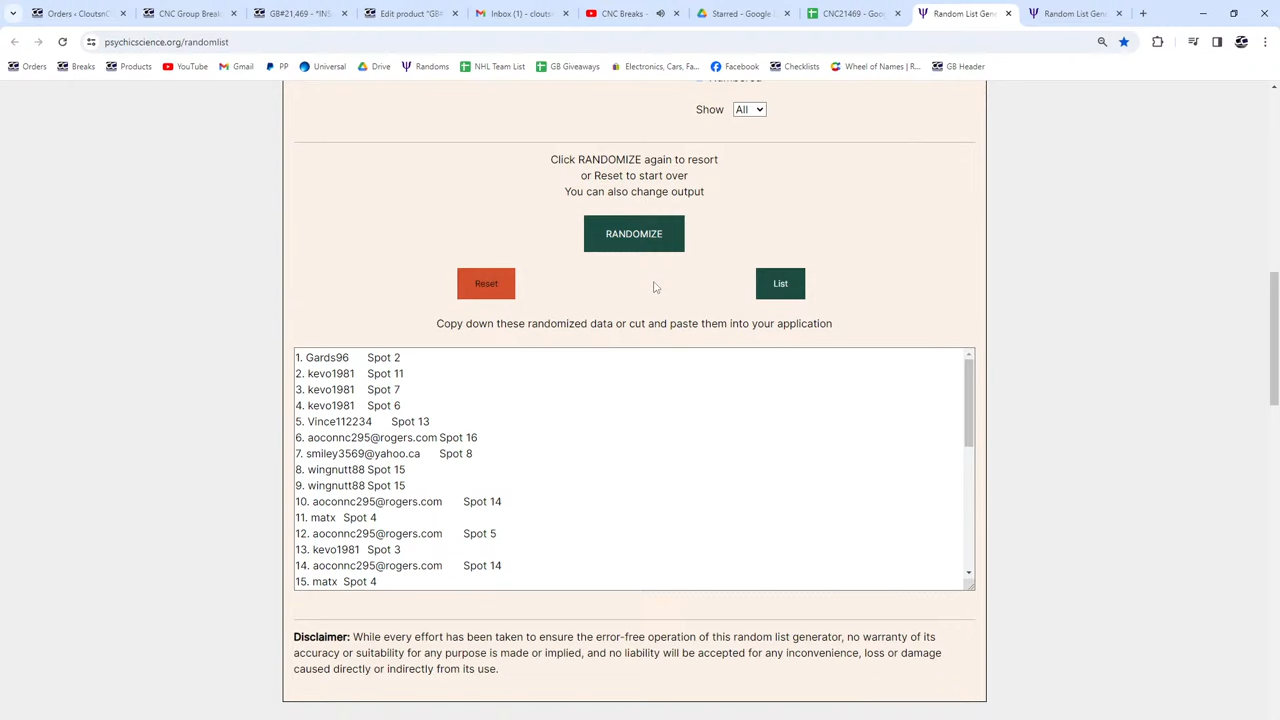 Orders · CloutsnC
CNC Group Break
GB#21,469 - "INS
Edit product "GB
Inbox (1) - clouts
CNC Breaks -
Starred - Google
CNC21469 - Goo
Random List Gene
Random List Gene
psychicscience.org/randomlist
Orders Breaks Products YouTube Gmail PP Universal Drive Randoms NHL Team List GB Giveaways Electronics, Cars, Fa... Facebook Checklists Wheel of Names | R... GB Header
Numbered
Show All
Click RANDOMIZE again to resort
or Reset to start over
You can also change output
RANDOMIZE
Reset List
Copy down these randomized data or cut and paste them into your application
1. Gards96 Spot 2
2. kevo1981 Spot 11
3. kevo1981 Spot 7
4. kevo1981 Spot 6
5. Vince112234 Spot 13
6. aoconnc295@rogers.com Spot 16
7. smiley3569@yahoo.ca Spot 8
8. wingnutt88 Spot 15
9. wingnutt88 Spot 15
10. aoconnc295@rogers.com Spot 14
11. matx Spot 4
12. aoconnc295@rogers.com Spot 5
13. kevo1981 Spot 3
14. aoconnc295@rogers.com Spot 14
15. matx Spot 4
Disclaimer: While every effort has been taken to ensure the error-free operation of this random list generator, no warranty of its
accuracy or suitability for any purpose is made or implied, and no liability will be accepted for any inconvenience, loss or damage
caused directly or indirectly from its use.